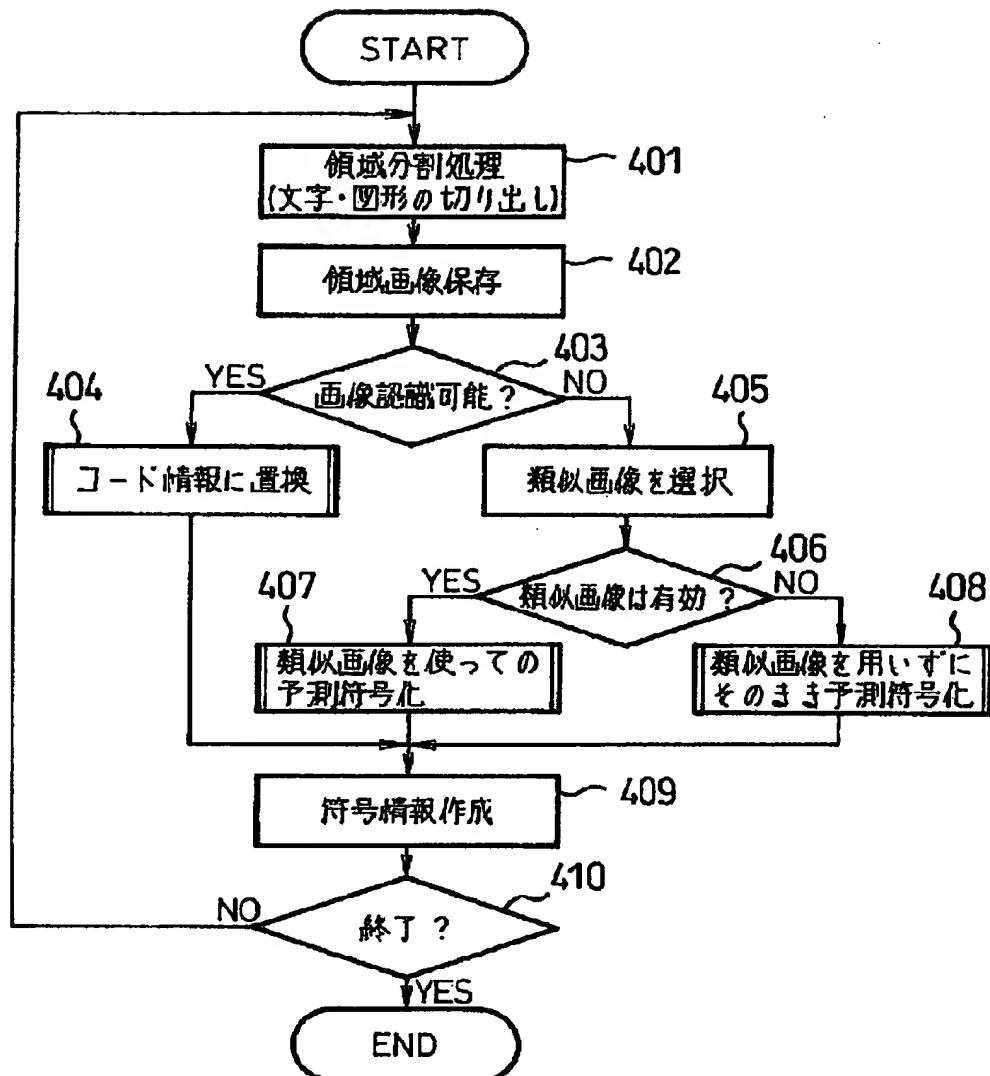 START
領域分割処理
(文字・図形の切り出し)
401
領域画像保存
402
403
YES
画像認識可能?
NO
404
コード情報に置換
405
類似画像を選択
406
YES
類似画像は有効?
NO
407
類似画像を使っての
予測符号化
408
類似画像を用いずに
そのまま予測符号化
符号情報作成
409
410
NO
終了?
YES
END